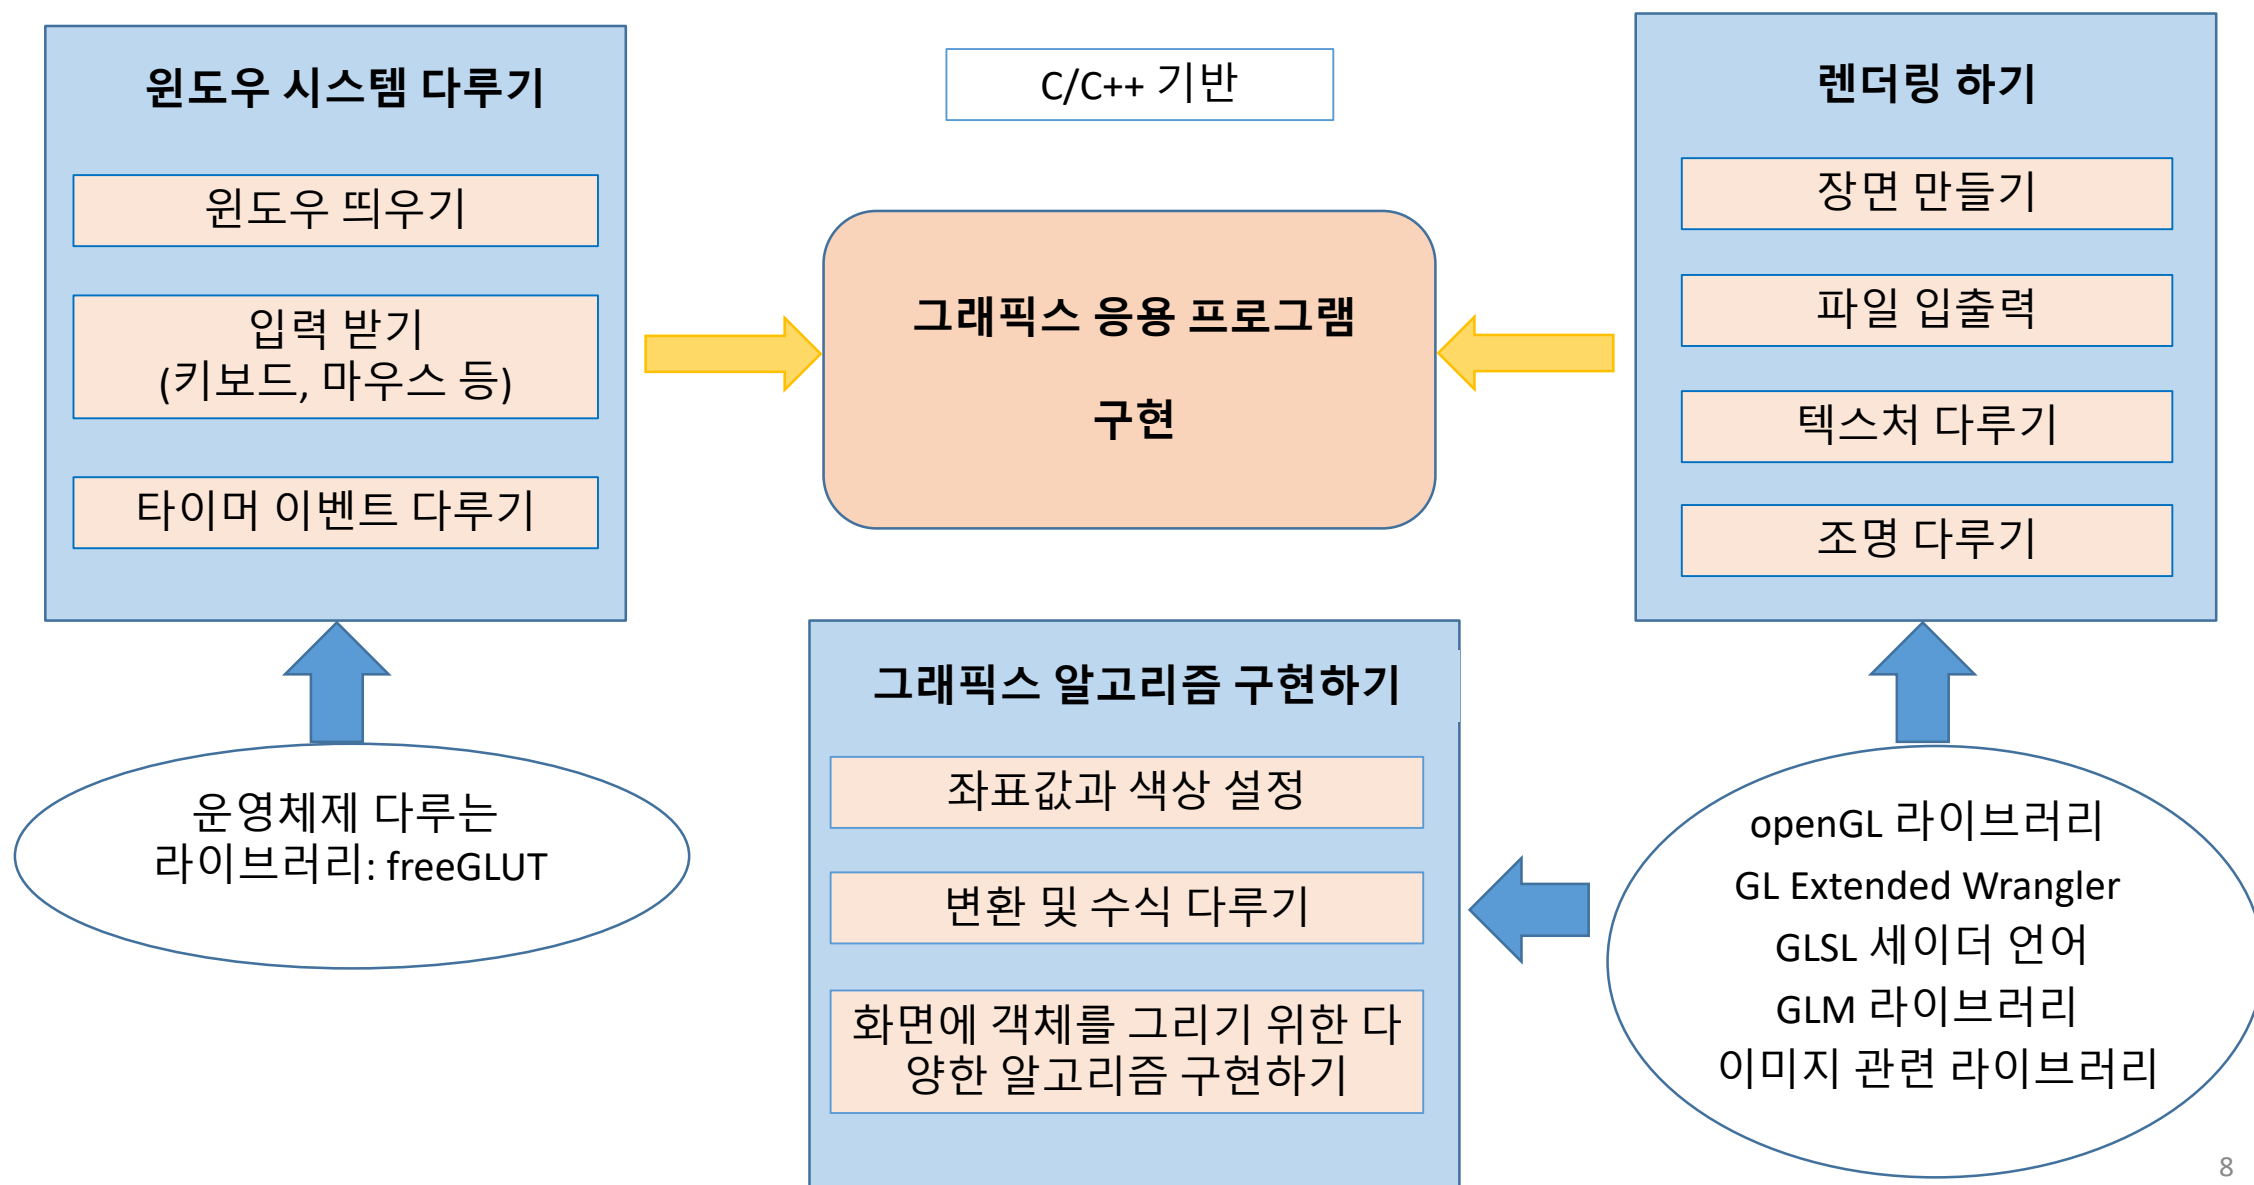 윈도우 시스템 다루기
윈도우 띄우기
입력 받기
(키보드, 마우스 등)
타이머 이벤트 다루기
운영체제 다루는
라이브러리: freeGLUT
C/C++ 기반
그래픽스 응용 프로그램
구현
그래픽스 알고리즘 구현하기
좌표값과 색상 설정
변환 및 수식 다루기
화면에 객체를 그리기 위한 다
양한 알고리즘 구현하기
렌더링 하기
장면 만들기
파일 입출력
텍스처 다루기
조명 다루기
openGL 라이브러리
GL Extended Wrangler
GLSL 세이더 언어
GLM 라이브러리
이미지 관련 라이브러리
8